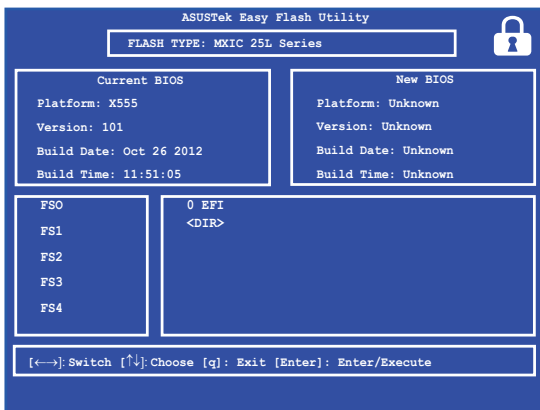 ASUSTek Easy Flash Utility
FLASH TYPE: MXIC 25L Series
Current BIOS
Platform: X555
Version: 101
Build Date: Oct 26 2012
Build Time: 11:51:05
New BIOS
Platform: Unknown
Version: Unknown
Build Date: Unknown
Build Time: Unknown
FSO
FS1
FS2
FS3
FS4
0 EFI
<DIR>
[←→]: Switch [↑↓]: Choose [q]: Exit [Enter]: Enter/Execute